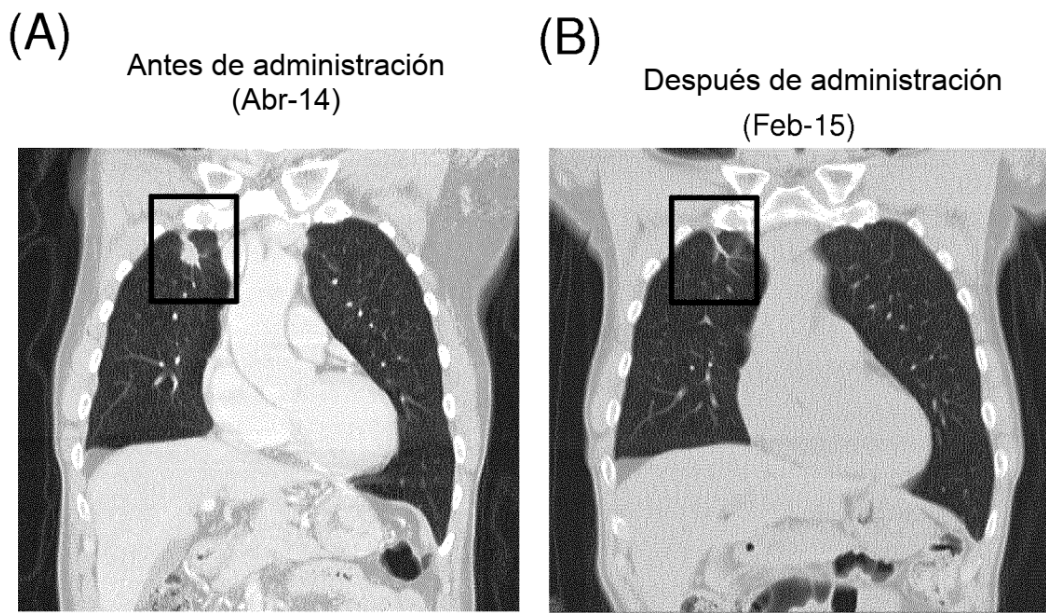 (A)
Antes de administración
(Abr-14)
(B)
Después de administración
(Feb-15)